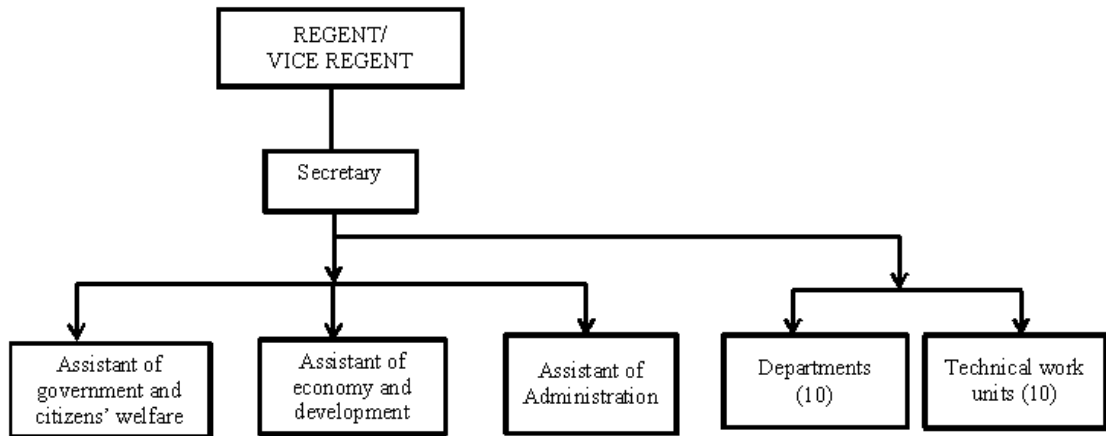 REGENT/
VICE REGENT
Secretary
Assistant of
government and
citizens’ welfare
Assistant of
economy and
development
Assistant of
Administration
Departments
(10)
Technical work
units (10)